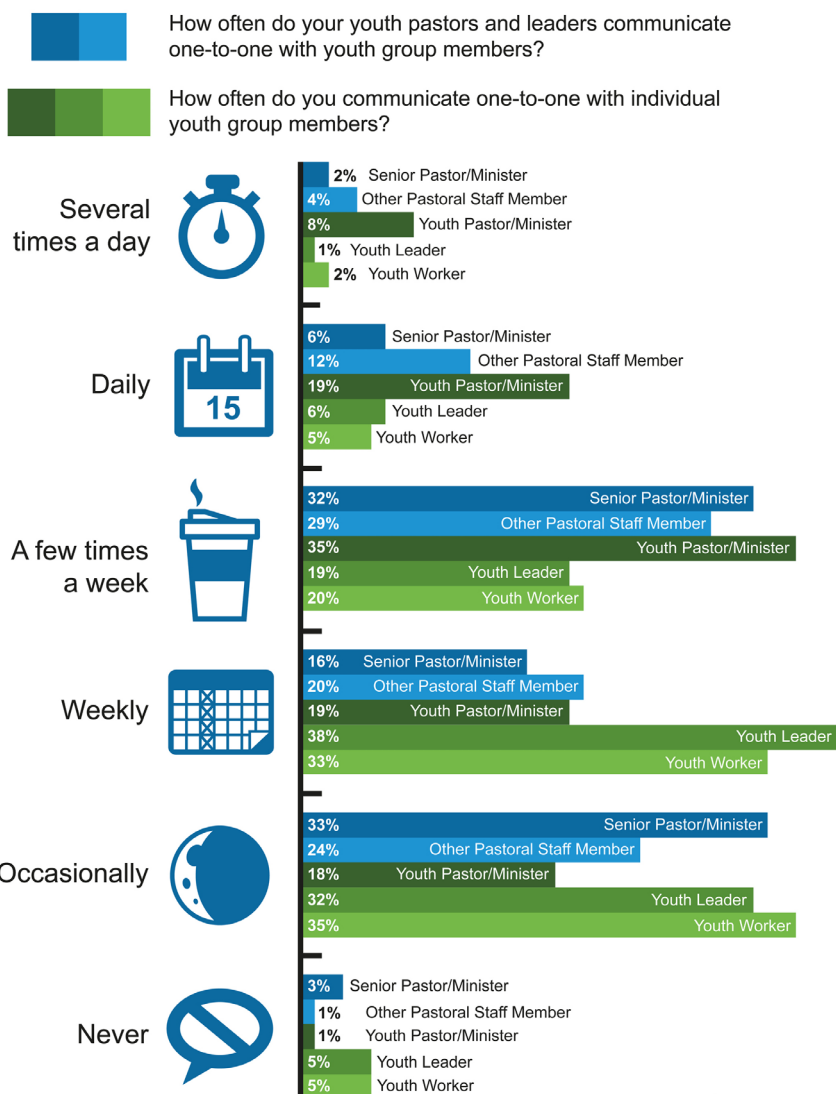 How often do your youth pastors and leaders communicate
one-to-one with youth group members?
How often do you communicate one-to-one with individual
youth group members?
Several
times a day
2% Senior Pastor/Minister
4% Other Pastoral Staff Member
8% Youth Pastor/Minister
1% Youth Leader
2% Youth Worker
Daily
15
6% Senior Pastor/Minister
12% Other Pastoral Staff Member
19% Youth Pastor/Minister
6% Youth Leader
5% Youth Worker
A few times
a week
32% Senior Pastor/Minister
29% Other Pastoral Staff Member
35% Youth Pastor/Minister
19% Youth Leader
20% Youth Worker
Weekly
16% Senior Pastor/Minister
20% Other Pastoral Staff Member
19% Youth Pastor/Minister
38% Youth Leader
33% Youth Worker
Occasionally
33% Senior Pastor/Minister
24% Other Pastoral Staff Member
18% Youth Pastor/Minister
32% Youth Leader
35% Youth Worker
Never
3% Senior Pastor/Minister
1% Other Pastoral Staff Member
1% Youth Pastor/Minister
5% Youth Leader
5% Youth Worker